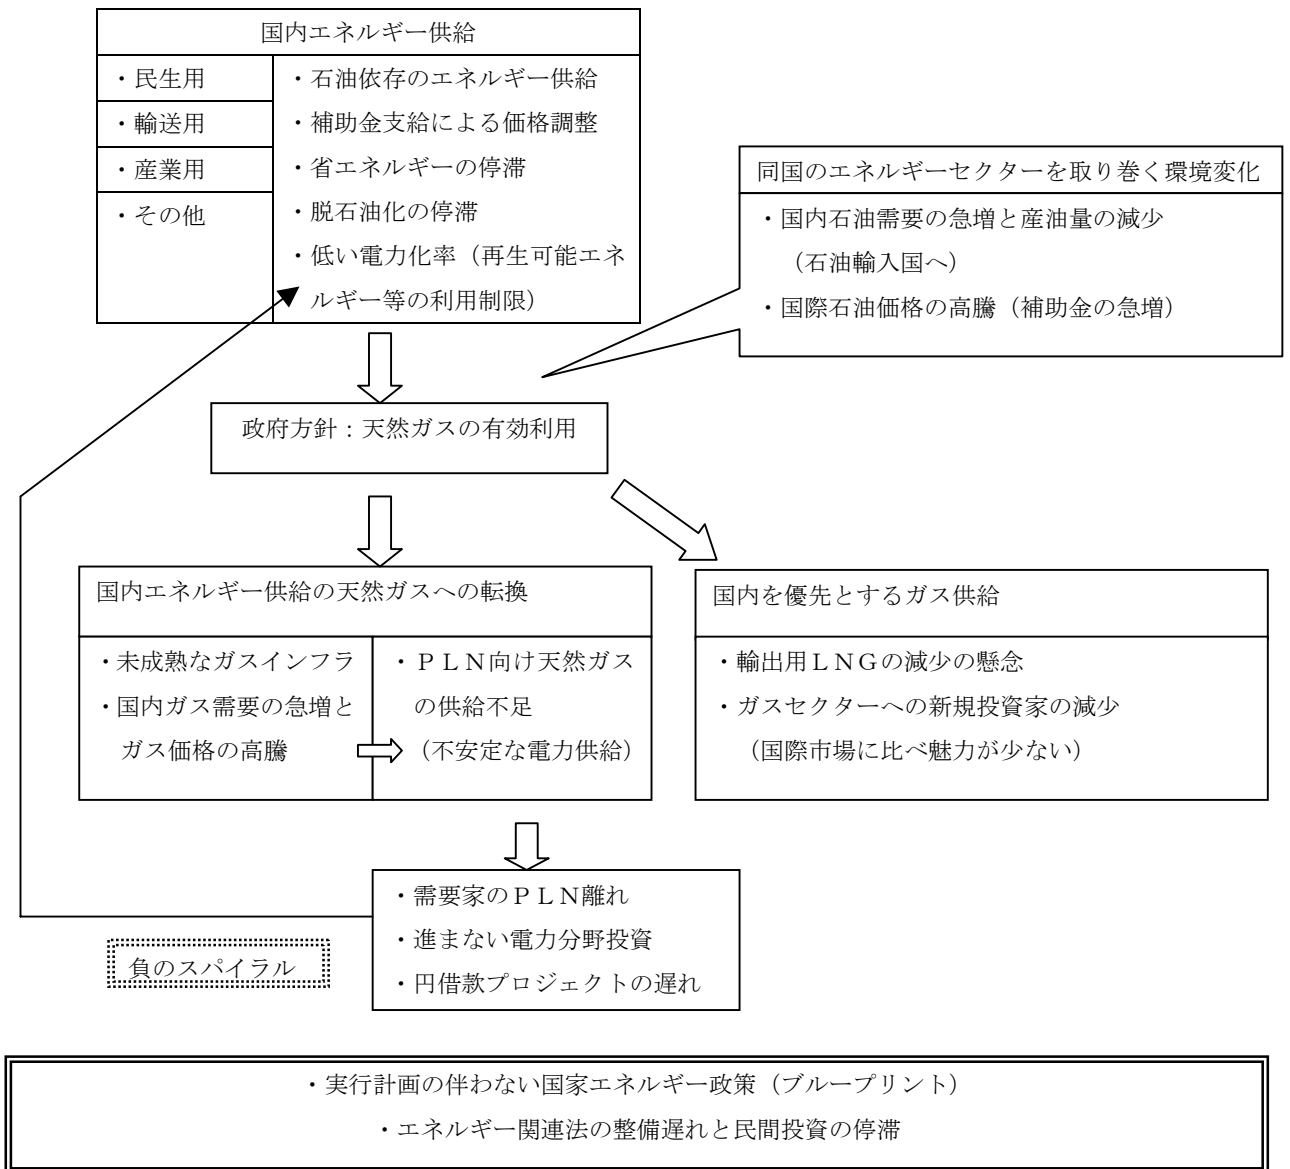 国内エネルギー供給
・民生用
・輸送用
・産業用
・その他
・石油依存のエネルギー供給
・補助金支給による価格調整
・省エネルギーの停滞
・脱石油化の停滞
・低い電力化率（再生可能エネ
ルギー等の利用制限）
同国のエネルギーセクターを取り巻く環境変化
・国内石油需要の急増と産油量の減少
（石油輸入国へ）
・国際石油価格の高騰（補助金の急増）
政府方針：天然ガスの有効利用
国内エネルギー供給の天然ガスへの転換
・未成熟なガスインフラ
・国内ガス需要の急増と
ガス価格の高騰
・ＰＬＮ向け天然ガス
の供給不足
（不安定な電力供給）
国内を優先とするガス供給
・輸出用ＬＮＧの減少の懸念
・ガスセクターへの新規投資家の減少
（国際市場に比べ魅力が少ない）
・需要家のＰＬＮ離れ
・進まない電力分野投資
・円借款プロジェクトの遅れ
負のスパイラル
・実行計画の伴わない国家エネルギー政策（ブループリント）
・エネルギー関連法の整備遅れと民間投資の停滞